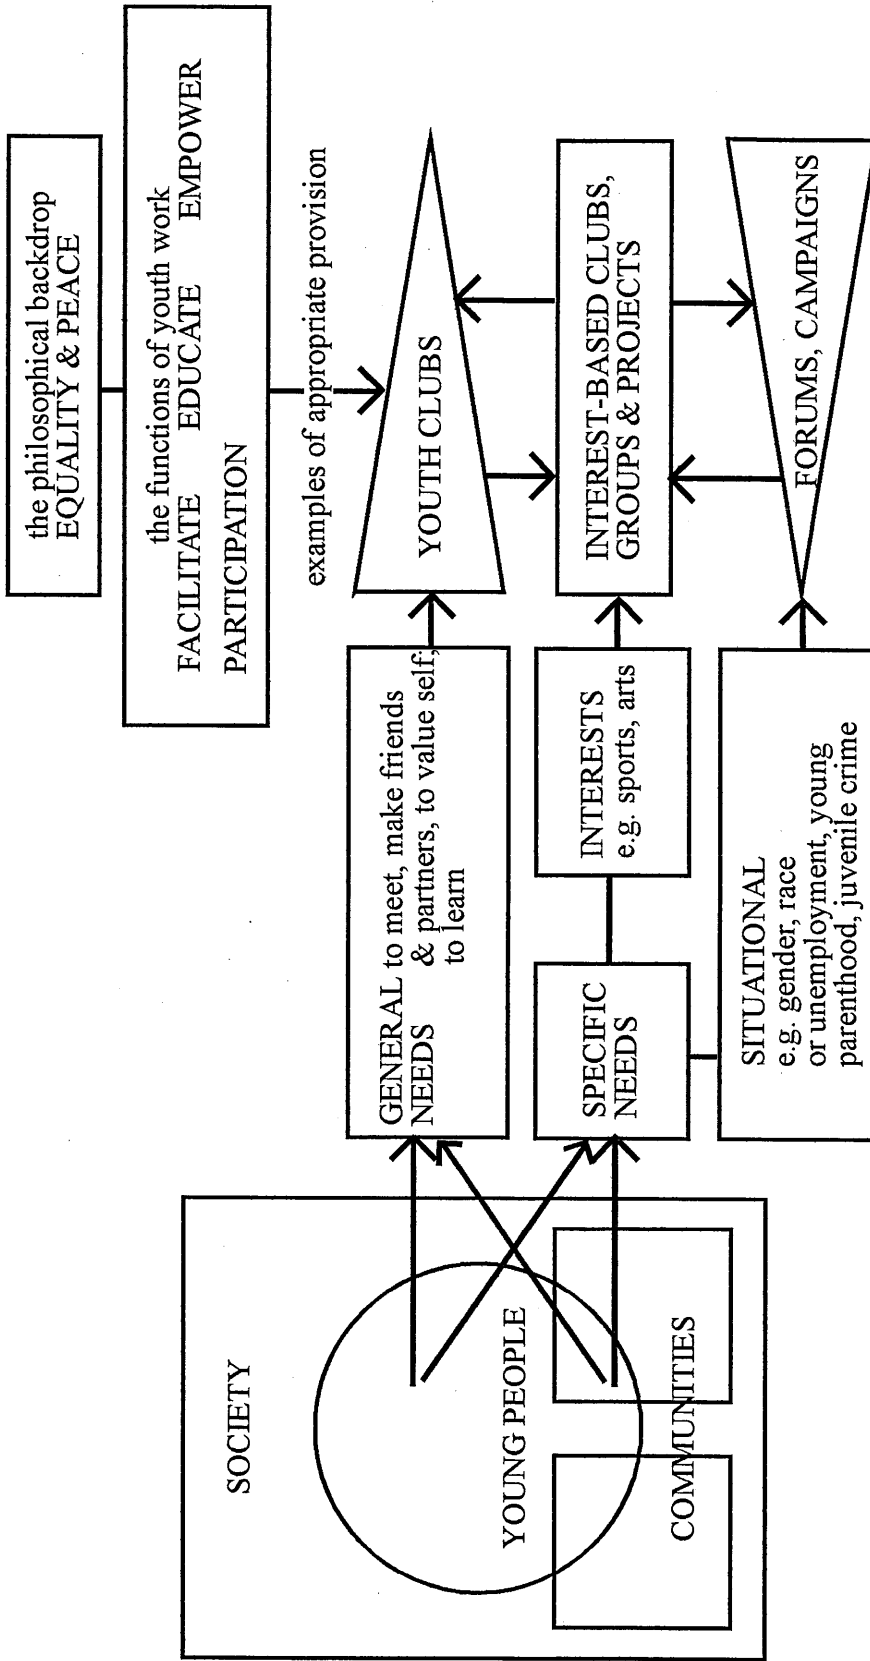 the philosophical backdrop
EQUALITY & PEACE
the functions of youth work
FACILITATE EDUCATE EMPOWER
PARTICIPATION
examples of appropriate provision
SOCIETY
YOUNG PEOPLE
COMMUNITIES
GENERAL to meet, make friends
NEEDS & partners, to value self;
to learn
YOUTH CLUBS
SPECIFIC
NEEDS
INTERESTS
e.g. sports, arts
INTEREST-BASED CLUBS,
GROUPS & PROJECTS
SITUATIONAL
e.g. gender, race
or unemployment, young
parenthood, juvenile crime
FORUMS, CAMPAIGNS